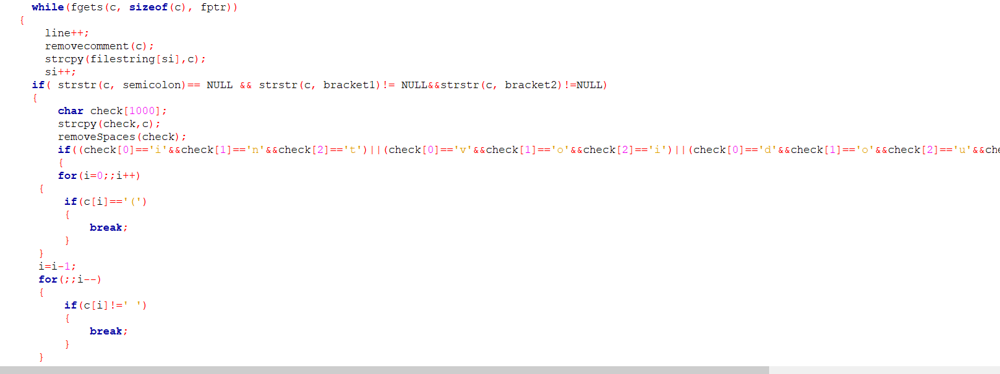 while(fgets(c, sizeof(c), fptr))
{
line++;
removecomment(c);
strcpy(filestring[si],c);
si++;
if( strstr(c, semicolon)== NULL && strstr(c, bracket1)!= NULL&&strstr(c, bracket2)!=NULL)
{
char check[1000];
strcpy(check,c);
removeSpaces(check);
if((check[0]=='i'&&check[1]=='n'&&check[2]=='t')||(check[0]=='v'&&check[1]=='o'&&check[2]=='i')||(check[0]=='d'&&check[1]=='o'&&check[2]=='u'&&che
{
for(i=0;;i++)
{
if(c[i]=='(')
{
break;
}
}
i=i-1;
for(;;i--)
{
if(c[i]!=' ')
{
break;
}
}